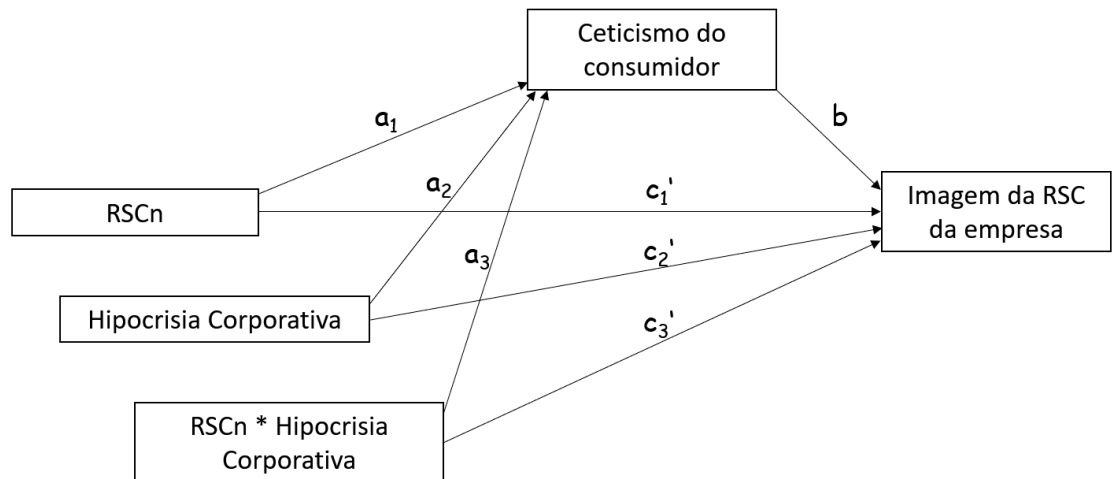 Ceticismo do
consumidor
a₁
b
a₂
RSCn
c₁'
Imagem da RSC
da empresa
a₃
c₂'
Hipocrisia Corporativa
c₃'
RSCn * Hipocrisia
Corporativa